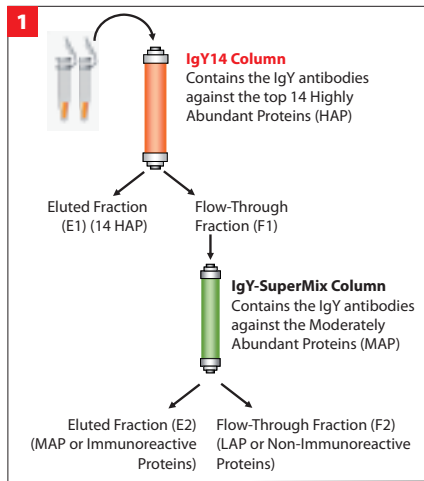 1
IgY14 Column
Contains the IgY antibodies
against the top 14 Highly
Abundant Proteins (HAP)
Eluted Fraction
(E1) (14 HAP)
Flow-Through
Fraction (F1)
IgY-SuperMix Column
Contains the IgY antibodies
against the Moderately
Abundant Proteins (MAP)
Eluted Fraction (E2)
(MAP or Immunoreactive
Proteins)
Flow-Through Fraction (F2)
(LAP or Non-Immunoreactive
Proteins)